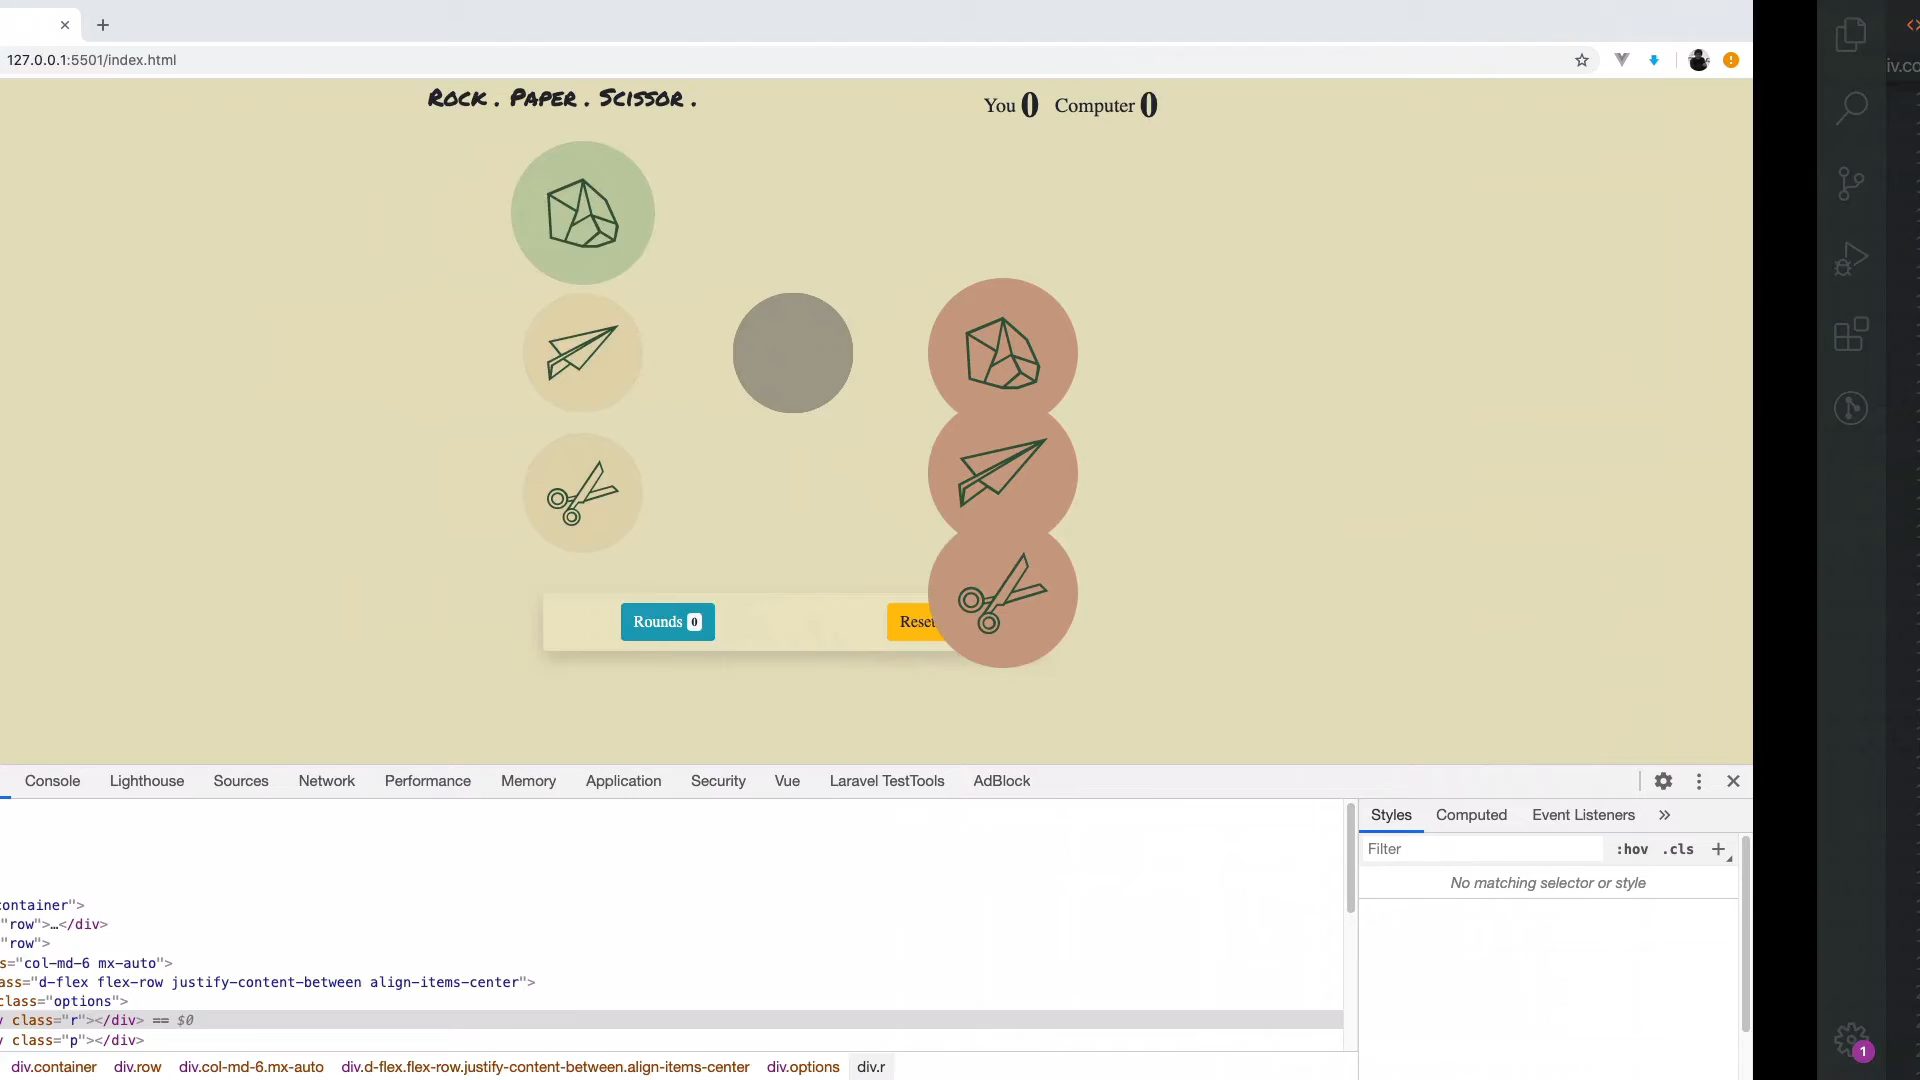 127.0.0.1:5501/index.html
Rock . Paper . Scissor .
You 0 Computer 0
Rounds 0
Reset
Console Lighthouse Sources Network Performance Memory Application Security Vue Laravel TestTools AdBlock
Styles Computed Event Listeners »
Filter :hov .cls +
No matching selector or style
container">
"row">…</div>
"row">
s="col-md-6 mx-auto">
ass="d-flex flex-row justify-content-between align-items-center">
class="options">
class="r"></div> == $0
class="p"></div>
div.container div.row div.col-md-6.mx-auto div.d-flex.flex-row.justify-content-between.align-items-center div.options div.r
iv.co
1